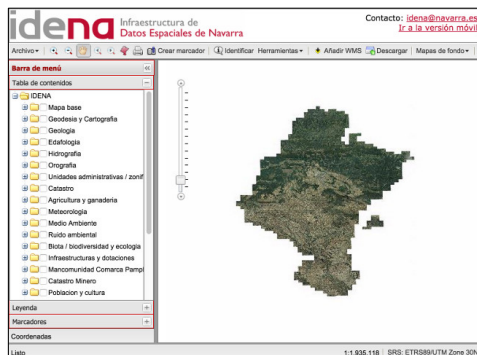 idena Infraestructura de
Datos Espaciales de Navarra
Contacto: idena@navarra.es
Ir a la versión móvil
Archivo Crear marcador Identificar Herramientas Añadir WMS Descargar Mapas de fondo
Barra de menú
Tabla de contenidos
IDENA
Mapa base
Geodesia y Cartografía
Geología
Edafología
Hidrografía
Orografía
Unidades administrativas / zonif
Catastro
Agricultura y ganadería
Meteorología
Medio Ambiente
Ruido ambiental
Biota / biodiversidad y ecología
Infraestructuras y dotaciones
Mancomunidad Comarca Pampl
Catastro Minero
Poblacion y cultura
Leyenda
Marcadores
Coordenadas
Listo 1:1.935.118 SRS: ETRS89/UTM Zone 30N